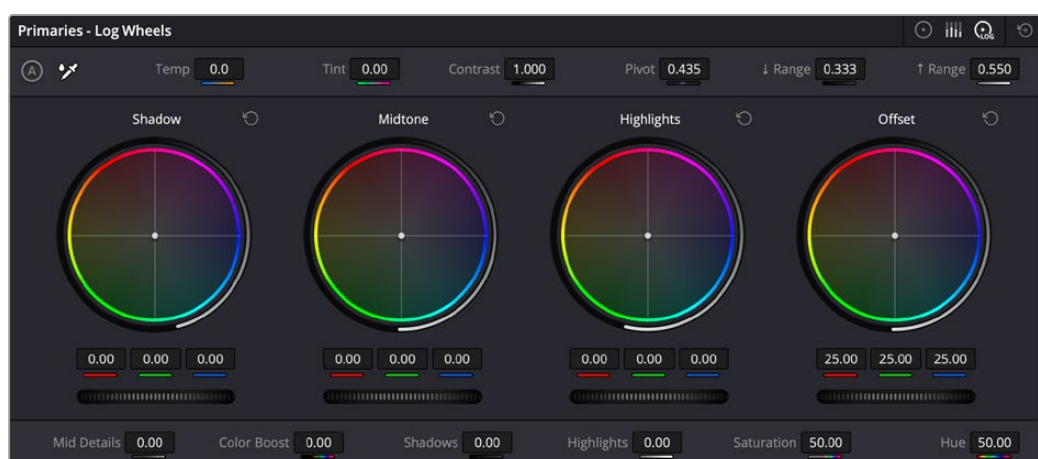 Primaries - Log Wheels
LOG
A Temp 0.0 Tint 0.00 Contrast 1.000 Pivot 0.435 ↓ Range 0.333 ↑ Range 0.550
Shadow Midtone Highlights Offset
0.00 0.00 0.00 0.00 0.00 0.00 0.00 0.00 0.00 25.00 25.00 25.00
Mid Details 0.00 Color Boost 0.00 Shadows 0.00 Highlights 0.00 Saturation 50.00 Hue 50.00